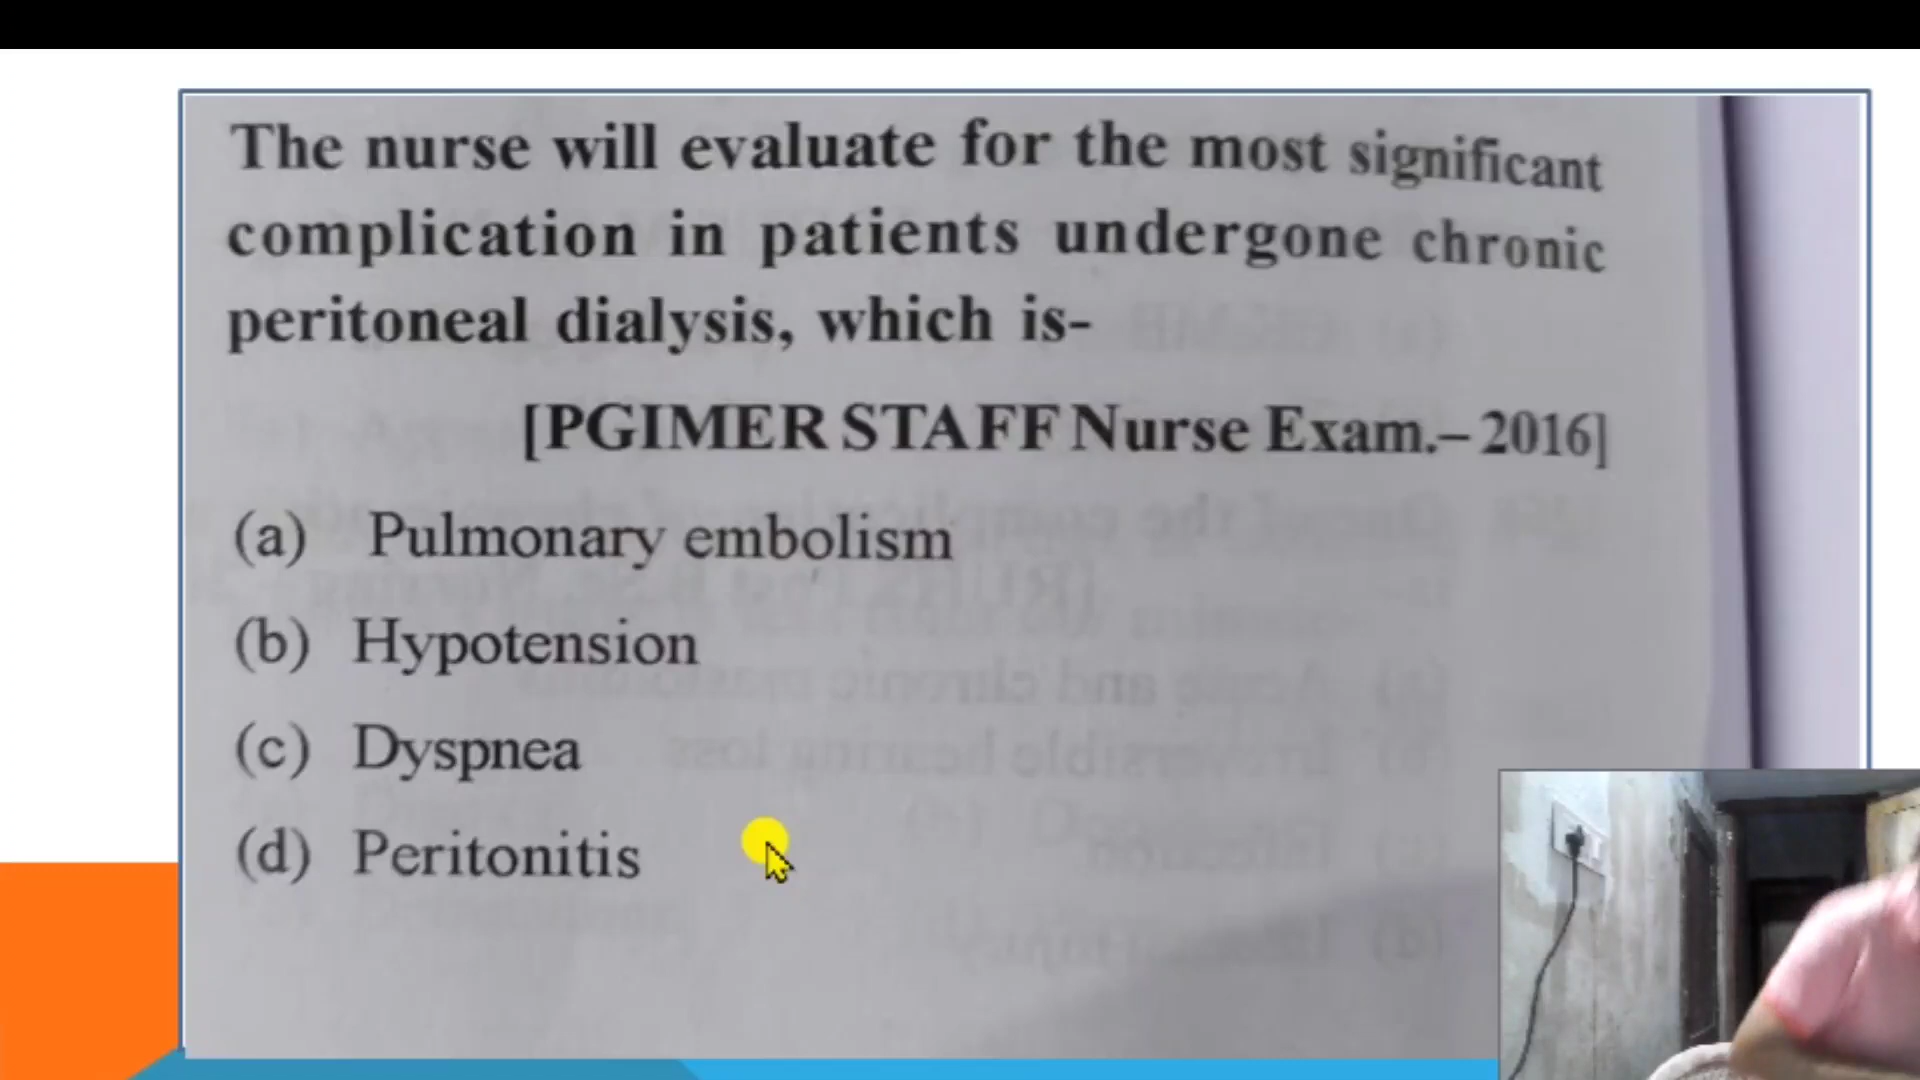 The nurse will evaluate for the most significant
complication in patients undergone chronic
peritoneal dialysis, which is-
[PGIMER STAFF Nurse Exam.– 2016]
(a) Pulmonary embolism
(b) Hypotension
(c) Dyspnea
(d) Peritonitis